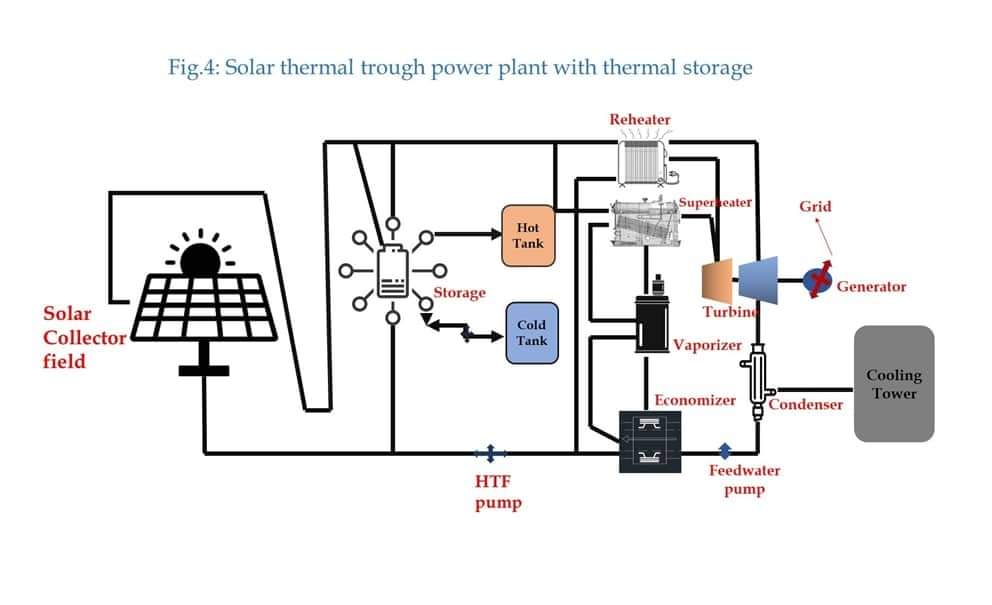 Fig.4: Solar thermal trough power plant with thermal storage
Reheater
Superheater
Grid
Hot
Tank
Storage
Generator
Turbine
Solar
Collector
field
Cold
Tank
Vaporizer
Cooling
Tower
Economizer
Condenser
HTF
pump
Feedwater
pump